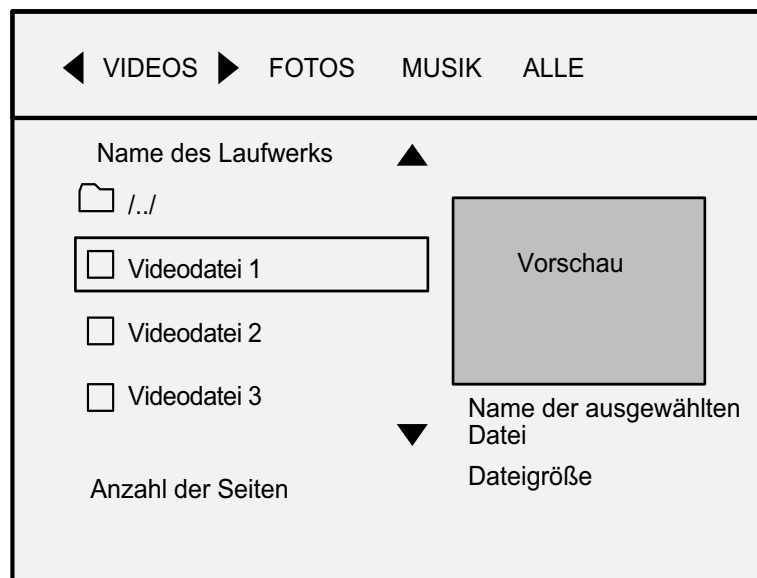 VIDEOS FOTOS MUSIK ALLE
Name des Laufwerks
/../
Videodatei 1
Videodatei 2
Videodatei 3
Anzahl der Seiten
Vorschau
Name der ausgewählten
Datei
Dateigröße